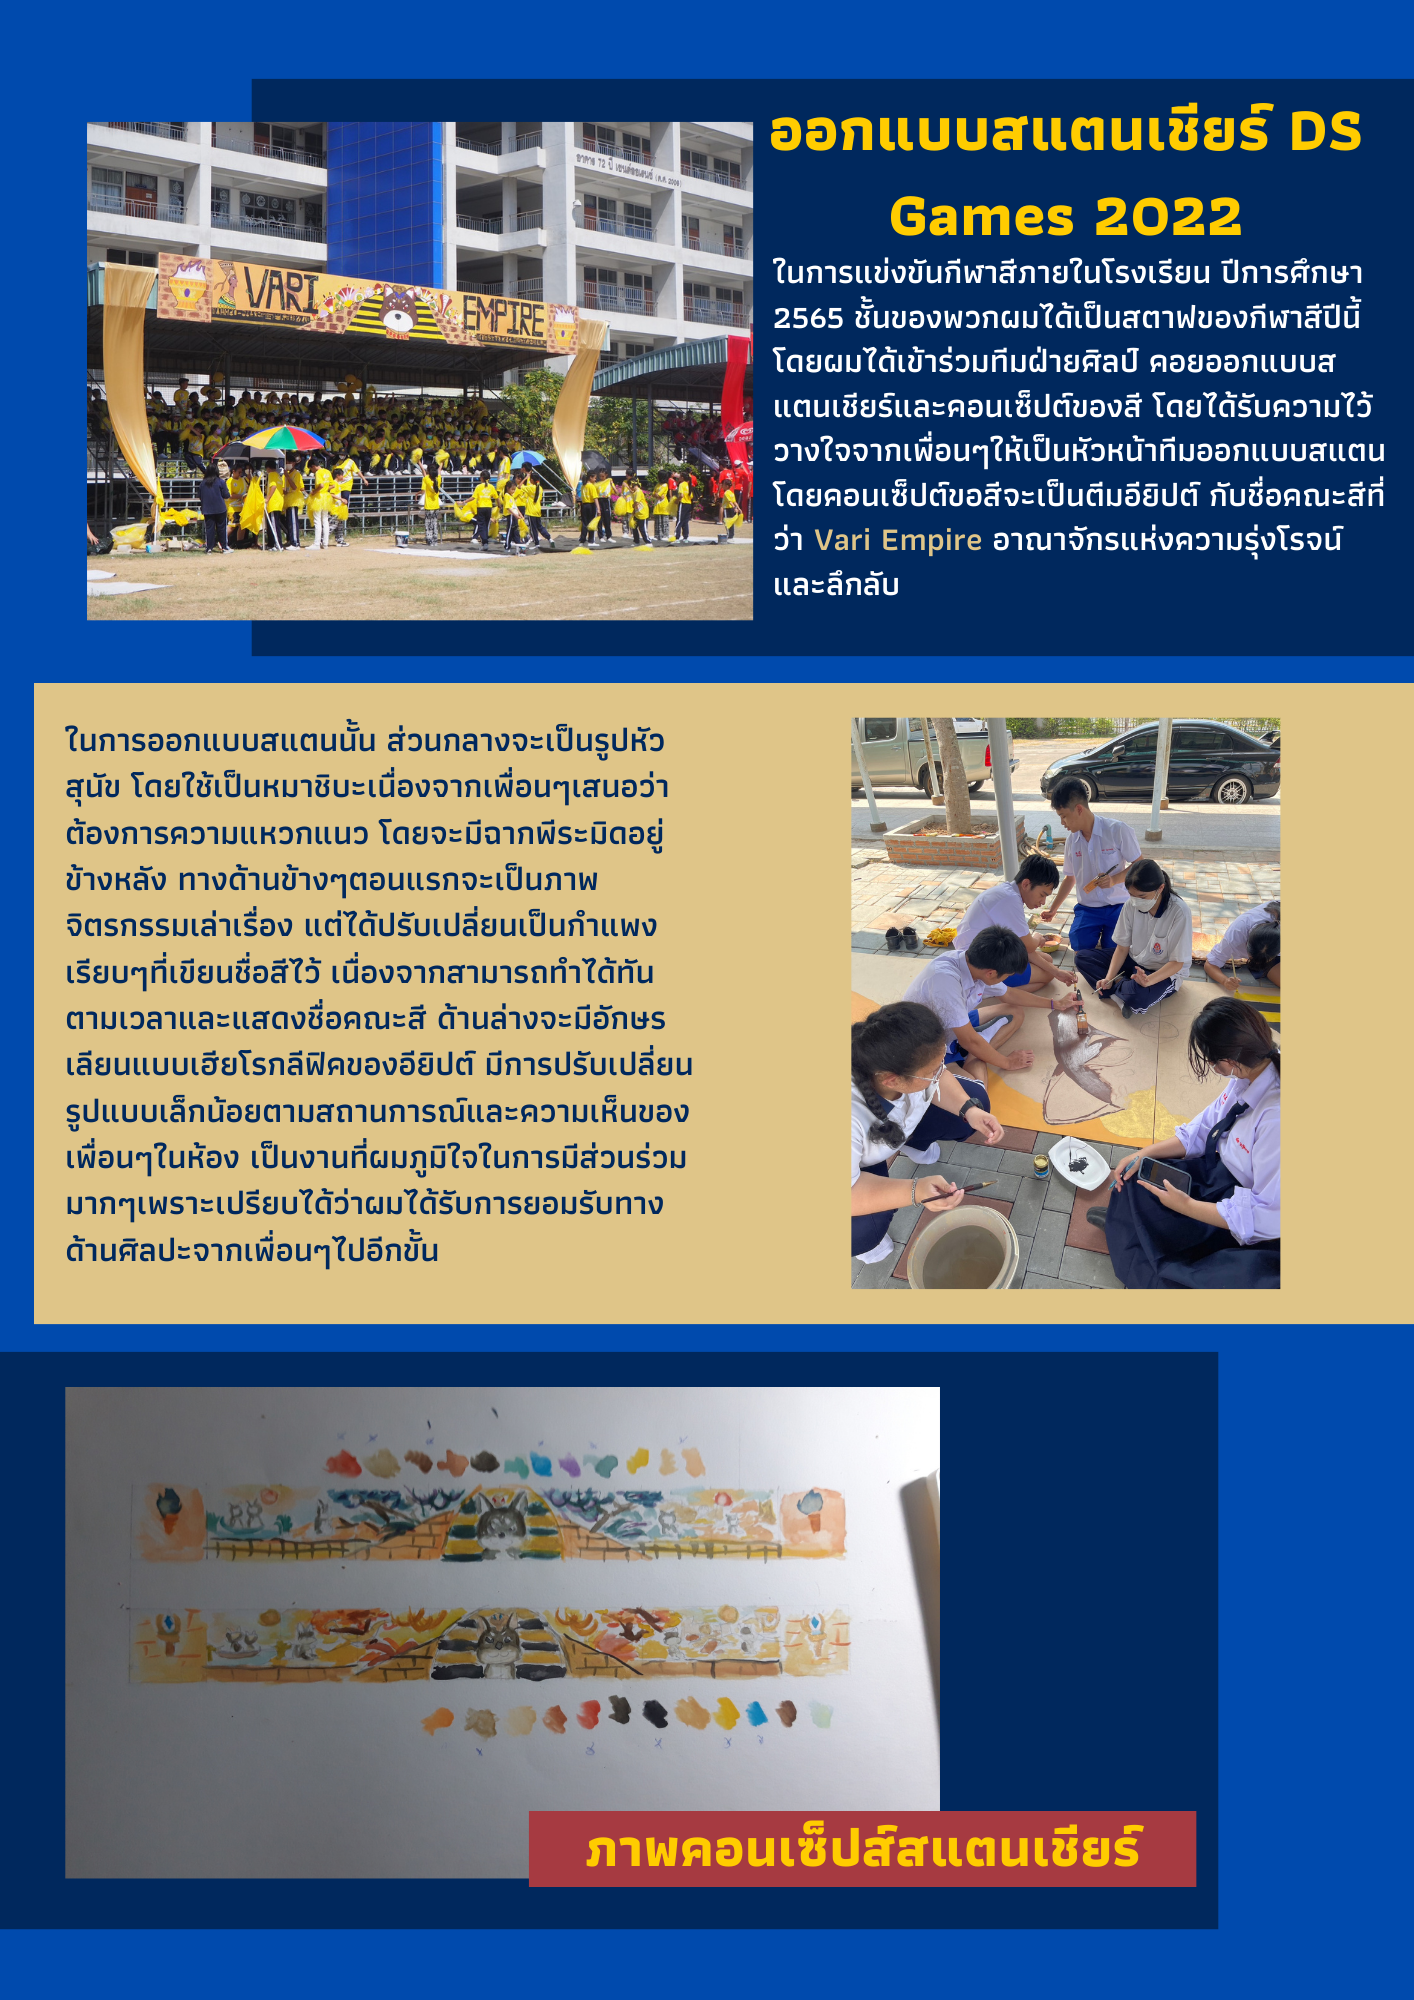 ออกแบบสแตนเชียร์ DS
Games 2022
ในการแข่งขันกีฬาสีภายในโรงเรียน ปีการศึกษา
2565 ชั้นของพวกผมได้เป็นสตาฟของกีฬาสีปีนี้
โดยผมได้เข้าร่วมทีมฝ่ายศิลป์ คอยออกแบบส
แตนเชียร์และคอนเซ็ปต์ของสี โดยได้รับความไว้
วางใจจากเพื่อนๆให้เป็นหัวหน้าทีมออกแบบสแตน
โดยคอนเซ็ปต์ขอสีจะเป็นตีมอียิปต์ กับชื่อคณะสีที่
ว่า Vari Empire อาณาจักรแห่งความรุ่งโรจน์
และลึกลับ
อาคาร 72 ปี เซนต์ดอมินิก (ค.ศ. 2006)
VARI
EMPIRE
ในการออกแบบสแตนนั้น ส่วนกลางจะเป็นรูปหัว
สุนัข โดยใช้เป็นหมาชิบะเนื่องจากเพื่อนๆเสนอว่า
ต้องการความแหวกแนว โดยจะมีฉากพีระมิดอยู่
ข้างหลัง ทางด้านข้างๆตอนแรกจะเป็นภาพ
จิตรกรรมเล่าเรื่อง แต่ได้ปรับเปลี่ยนเป็นกำแพง
เรียบๆที่เขียนชื่อสีไว้ เนื่องจากสามารถทำได้ทัน
ตามเวลาและแสดงชื่อคณะสี ด้านล่างจะมีอักษร
เลียนแบบเฮียโรกลีฟิคของอียิปต์ มีการปรับเปลี่ยน
รูปแบบเล็กน้อยตามสถานการณ์และความเห็นของ
เพื่อนๆในห้อง เป็นงานที่ผมภูมิใจในการมีส่วนร่วม
มากๆเพราะเปรียบได้ว่าผมได้รับการยอมรับทาง
ด้านศิลปะจากเพื่อนๆไปอีกขั้น
ภาพคอนเซ็ปส์สแตนเชียร์